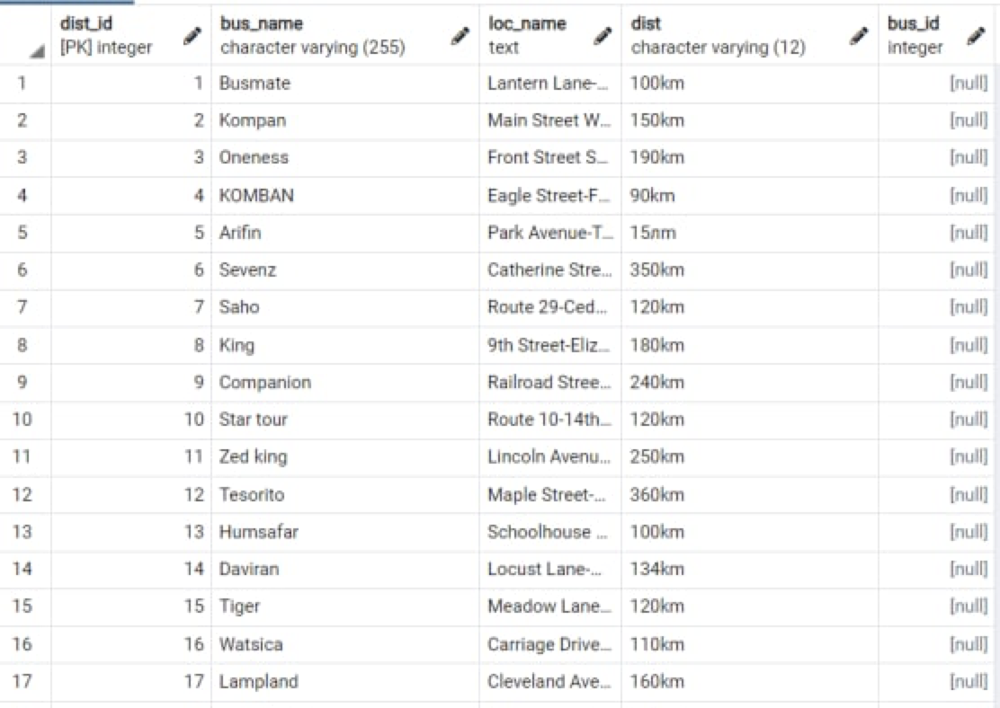 dist_id bus_name loc_name dist bus_id
[PK] integer character varying (255) text character varying (12) integer
1 1 Busmate Lantern Lane-... 100km [null]
2 2 Kompan Main Street W... 150km [null]
3 3 Oneness Front Street S... 190km [null]
4 4 KOMBAN Eagle Street-F... 90km [null]
5 5 Arifin Park Avenue-T... 15nm [null]
6 6 Sevenz Catherine Stre... 350km [null]
7 7 Saho Route 29-Ced... 120km [null]
8 8 King 9th Street-Eliz... 180km [null]
9 9 Companion Railroad Stree... 240km [null]
10 10 Star tour Route 10-14th... 120km [null]
11 11 Zed king Lincoln Avenu... 250km [null]
12 12 Tesorito Maple Street-... 360km [null]
13 13 Humsafar Schoolhouse ... 100km [null]
14 14 Daviran Locust Lane-... 134km [null]
15 15 Tiger Meadow Lane... 120km [null]
16 16 Watsica Carriage Drive... 110km [null]
17 17 Lampland Cleveland Ave... 160km [null]